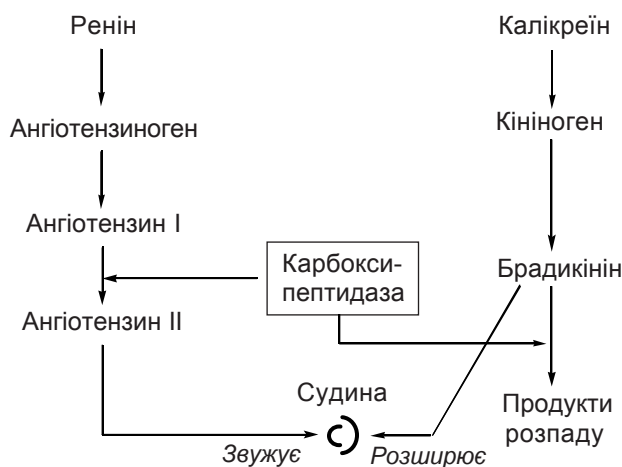 Ренін
Калікреїн
Ангіотензиноген
Кініноген
Ангіотензин I
Карбокси-
пептидаза
Брадикінін
Ангіотензин II
Судина
Продукти
розпаду
Звужує
Розширює